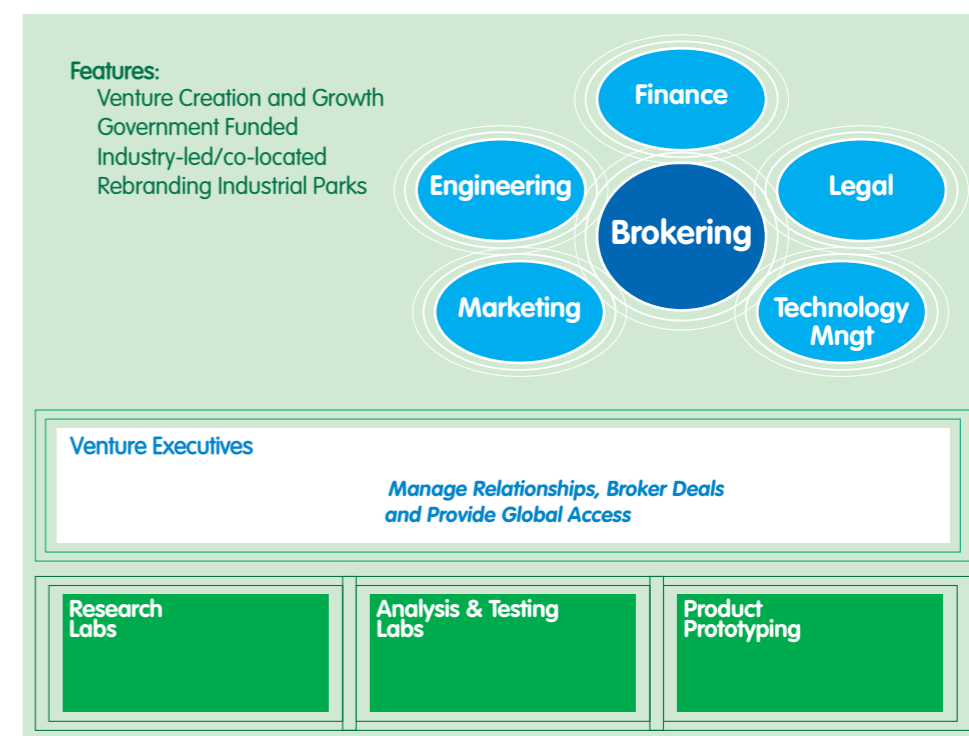 Features:
Venture Creation and Growth
Government Funded
Industry-led/co-located
Rebranding Industrial Parks
Finance
Engineering
Legal
Brokering
Marketing
Technology
Mngt
Venture Executives
Manage Relationships, Broker Deals
and Provide Global Access
Research
Labs
Analysis & Testing
Labs
Product
Prototyping